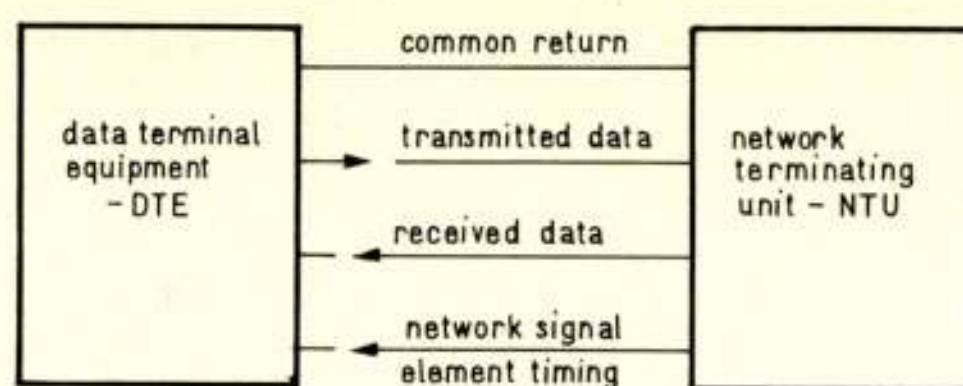 data terminal
equipment
- DTE
common return
transmitted data
received data
network signal
element timing
network
terminating
unit - NTU